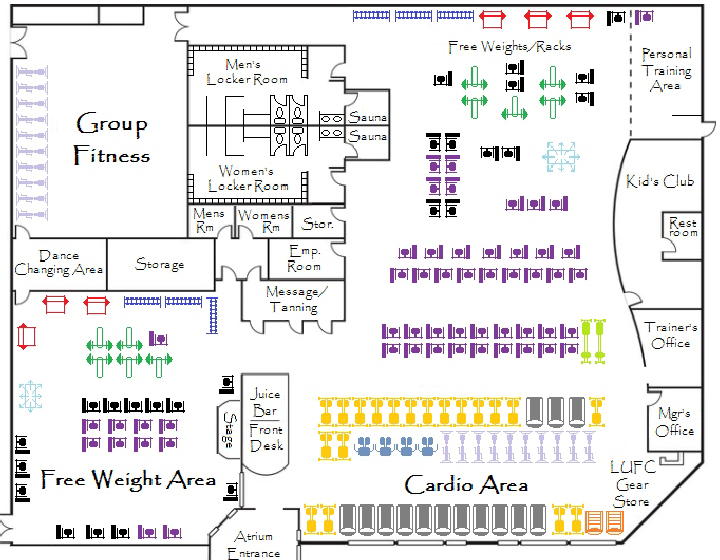 Free Weights/Racks
LUFC
Personal
Training
Area
Men's
Locker Room
Group
Fitness
Sauna
Sauna
Women's
Locker Room
Kid's Club
Mens
Rm
Womens
Rm
Stor.
Rest
room
Dance
Changing Area
Storage
Emp.
Room
Message/
Tanning
Trainer's
Office
Juice
Bar
Front
Desk
Stage
Mgr's
Office
Free Weight Area
Cardio Area
LUFC
Gear
Store
Atrium
Entrance